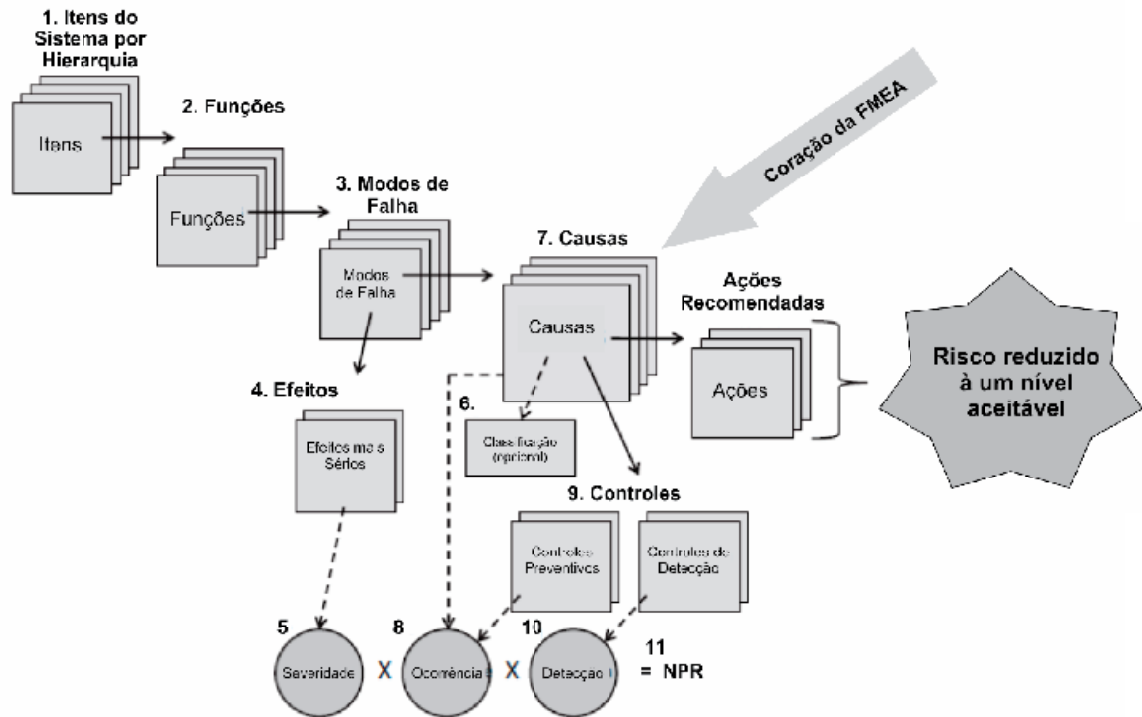 1. Itens do
Sistema por
Hierarquia
Itens
2. Funções
Funções
3. Modos de
Falha
Modos
de Falha
Coração da FMEA
7. Causas
Causas
Ações
Recomendadas
Ações
Risco reduzido
à um nível
aceitável
4. Efeitos
Efeitos mais
Sérios
6.
Classificação
(opcional)
9. Controles
Controles
Preventivos
Controles de
Detecção
5
Severidade
X
8
Ocorrência
X
10
Detecção
11
= NPR